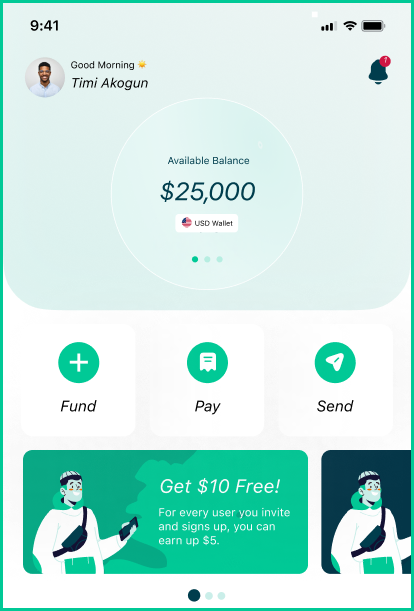 9:41
Good Morning
Timi Akogun
Available Balance
$25,000
USD Wallet
Fund
Pay
Send
Get $10 Free!
For every user you invite
and signs up, you can
earn up $5.